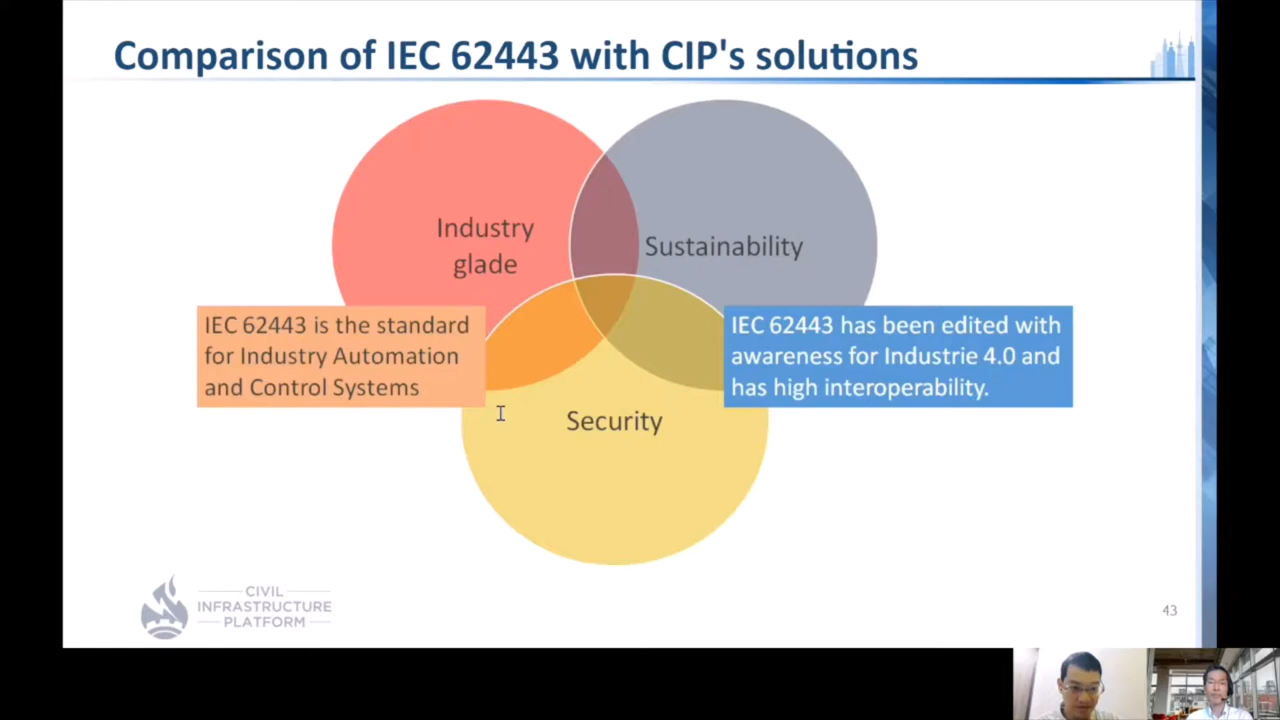 Comparison of IEC 62443 with CIP's solutions
Industry
glade
Sustainability
IEC 62443 is the standard
for Industry Automation
and Control Systems
IEC 62443 has been edited with
awareness for Industrie 4.0 and
has high interoperability.
Security
CIVIL
INFRASTRUCTURE
PLATFORM
43